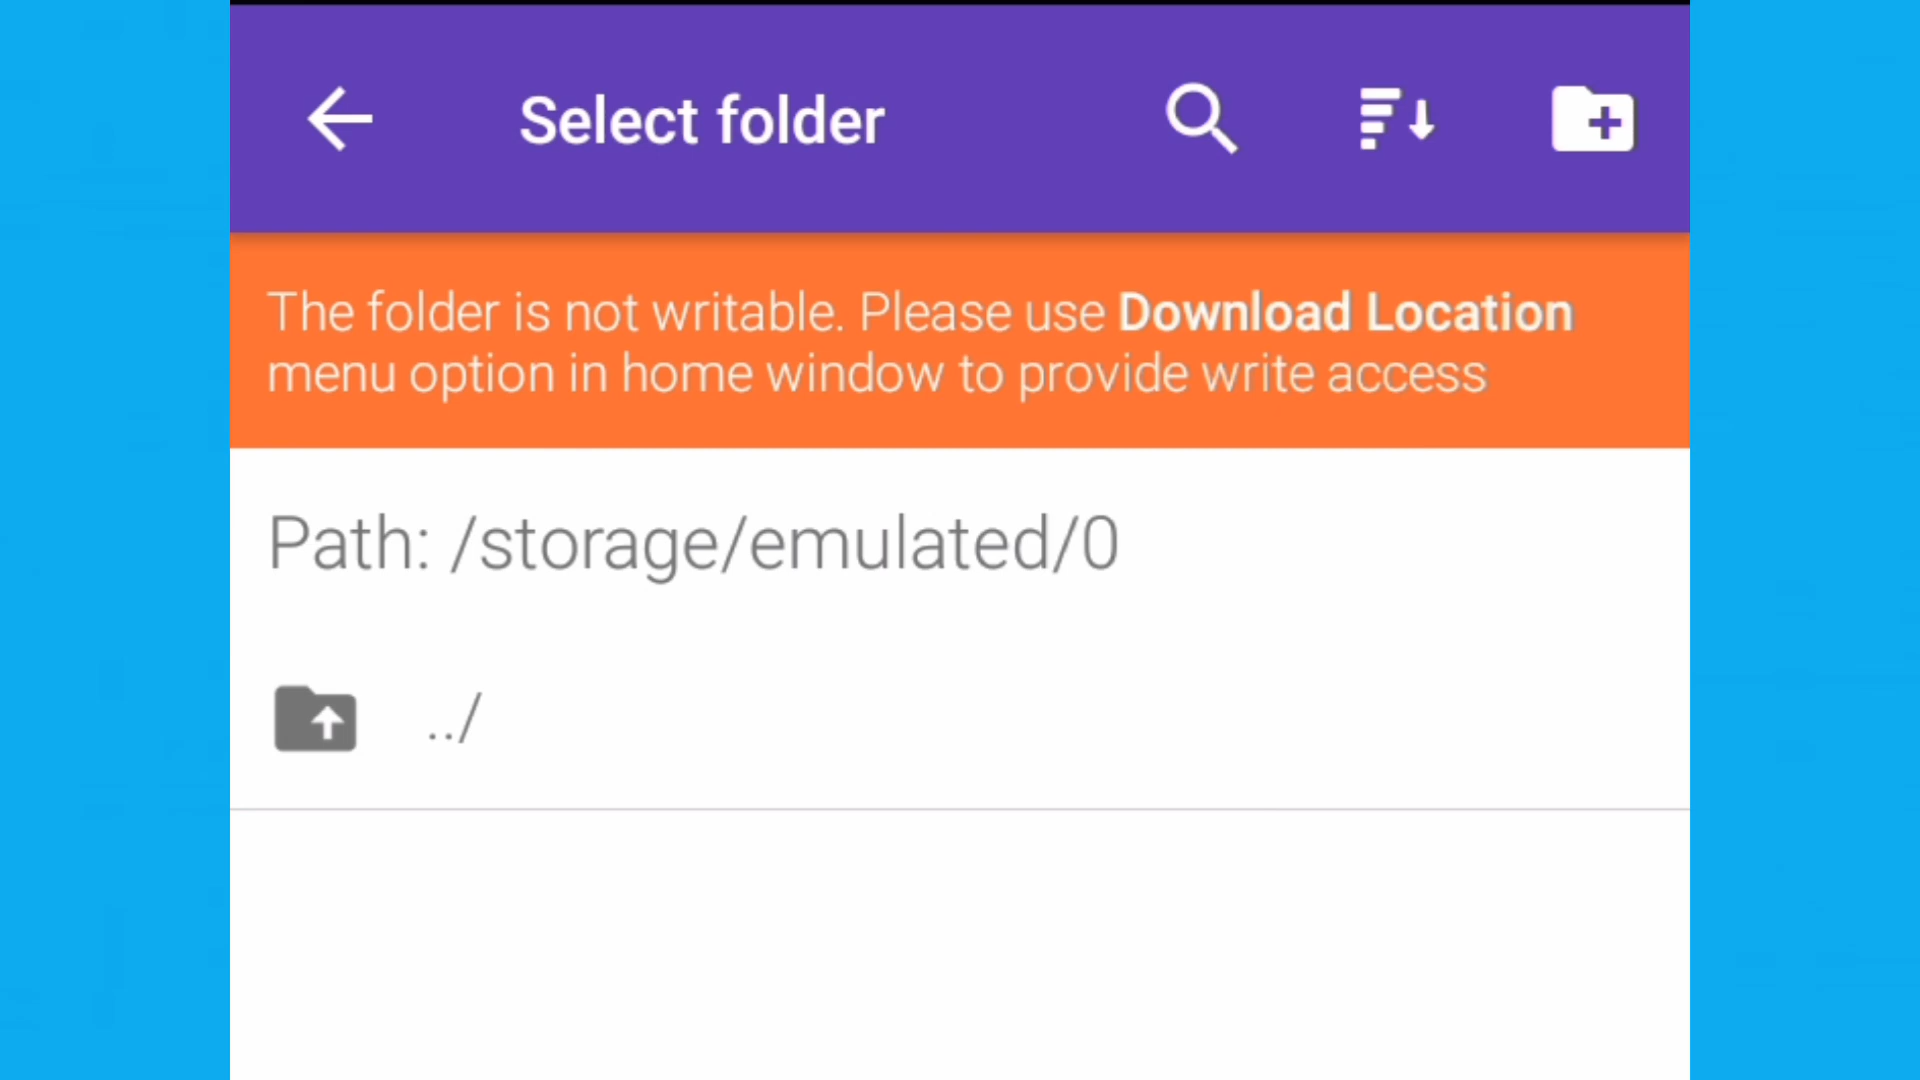 Select folder
The folder is not writable. Please use Download Location
menu option in home window to provide write access
Path: /storage/emulated/0
../